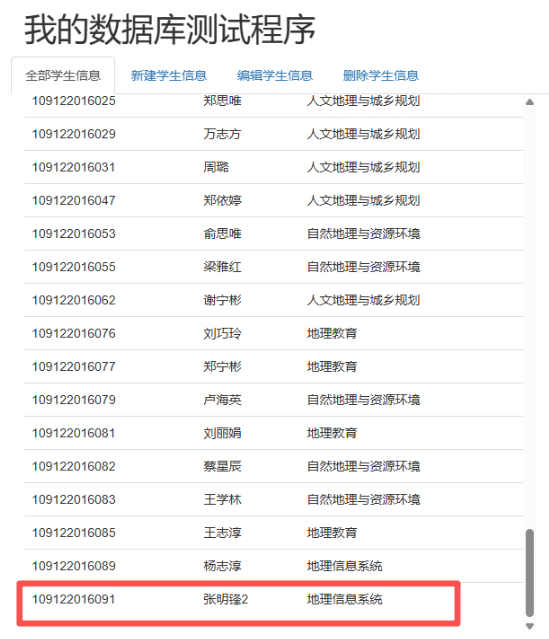 我的数据库测试程序
全部学生信息 新建学生信息 编辑学生信息 删除学生信息
109122016025 郑思唯 人文地理与城乡规划
109122016029 万志方 人文地理与城乡规划
109122016031 周璐 人文地理与城乡规划
109122016047 郑依婷 人文地理与城乡规划
109122016053 俞思唯 自然地理与资源环境
109122016055 梁雅红 自然地理与资源环境
109122016062 谢宁彬 人文地理与城乡规划
109122016076 刘巧玲 地理教育
109122016077 郑宁彬 地理教育
109122016079 卢海英 自然地理与资源环境
109122016081 刘丽娟 地理教育
109122016082 蔡星辰 自然地理与资源环境
109122016083 王学林 自然地理与资源环境
109122016085 王志淳 地理教育
109122016089 杨志淳 地理信息系统
109122016091 张明锋2 地理信息系统